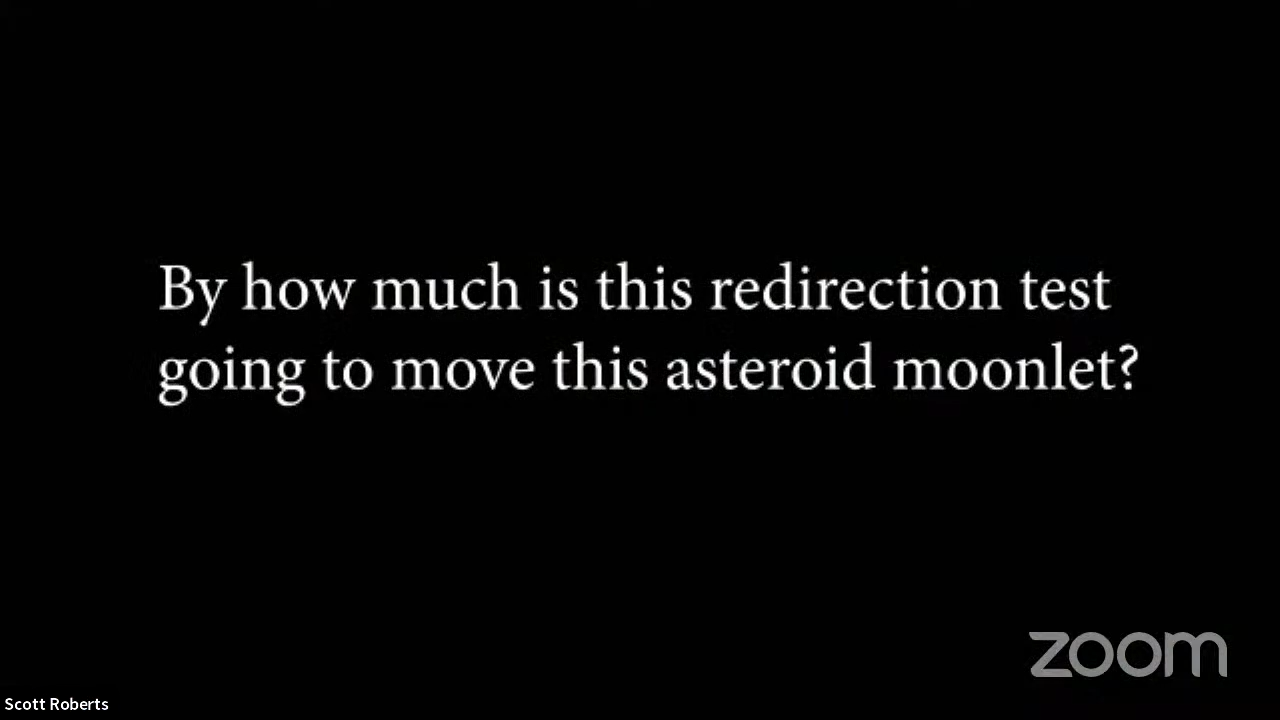 By how much is this redirection test
going to move this asteroid moonlet?
zoom
Scott Roberts